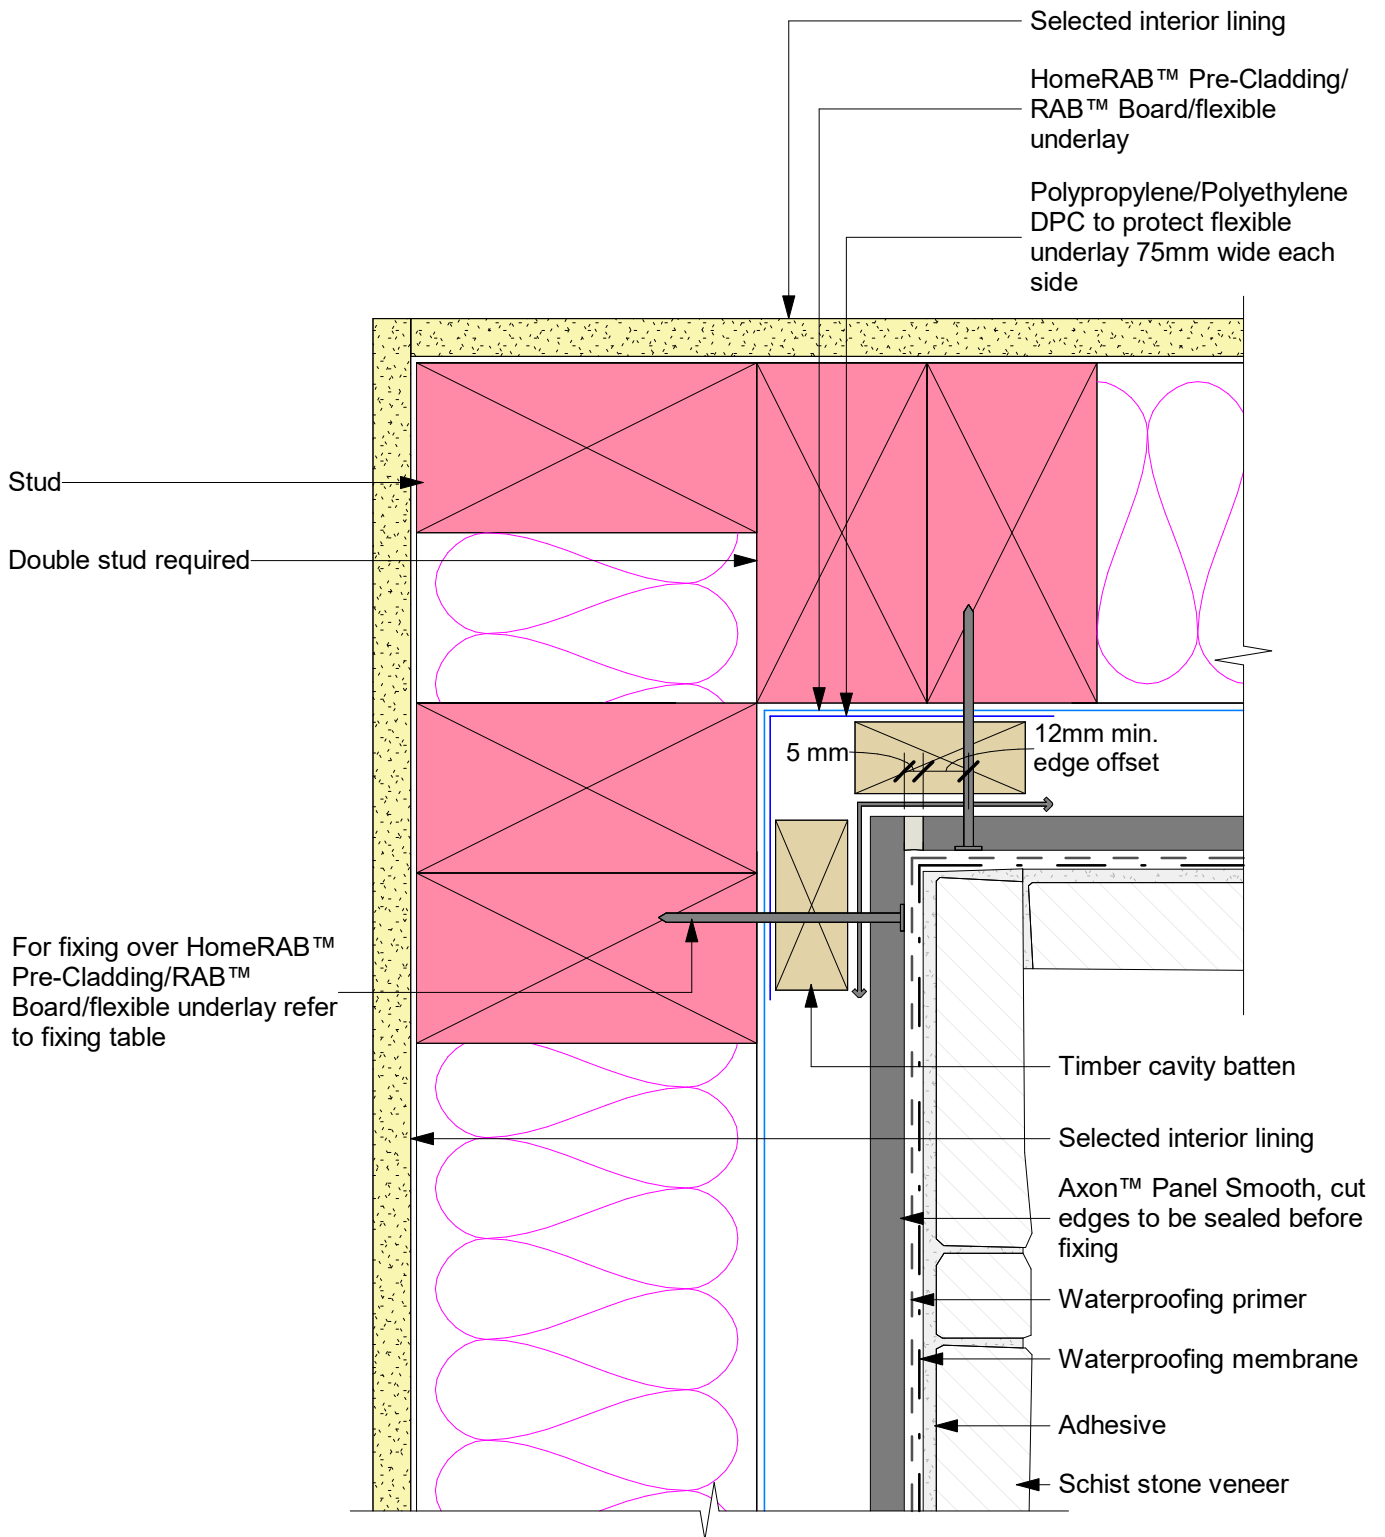 Selected interior lining
HomeRAB™ Pre-Cladding/
RAB™ Board/flexible
underlay
Polypropylene/Polyethylene
DPC to protect flexible
underlay 75mm wide each
side
Stud
Double stud required
5 mm
12mm min.
edge offset
For fixing over HomeRAB™
Pre-Cladding/RAB™
Board/flexible underlay refer
to fixing table
Timber cavity batten
Selected interior lining
Axon™ Panel Smooth, cut
edges to be sealed before
fixing
Waterproofing primer
Waterproofing membrane
Adhesive
Schist stone veneer